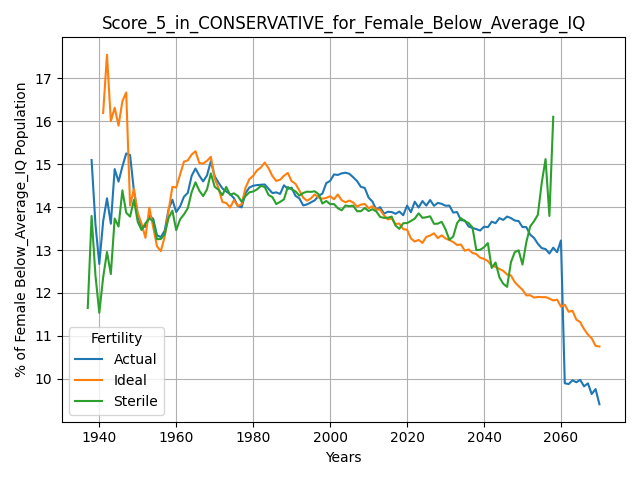 Score_5_in_CONSERVATIVE_for_Female_Below_Average_IQ
% of Female Below_Average_IQ Population
17
16
15
14
13
12
11
10
Fertility
Actual
Ideal
Sterile
1940
1960
1980
2000
2020
2040
2060
Years